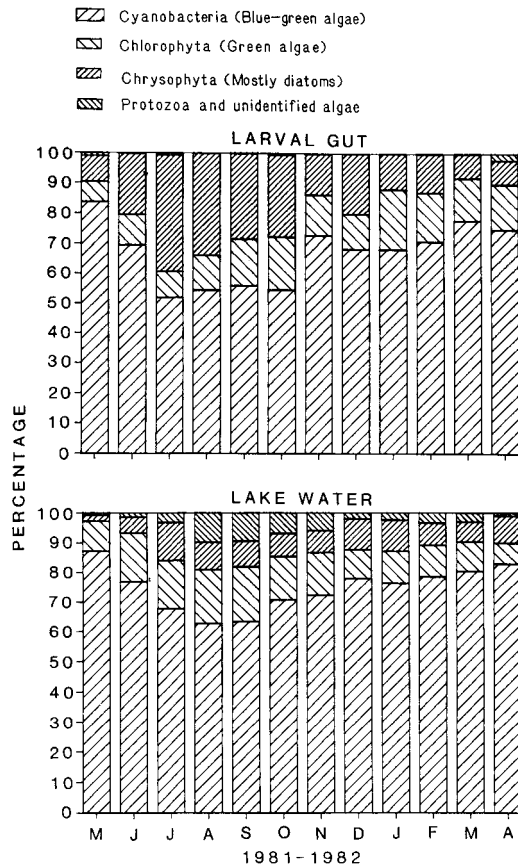 Cyanobacteria (Blue-green algae)
Chlorophyta (Green algae)
Chrysophyta (Mostly diatoms)
Protozoa and unidentified algae
LARVAL GUT
100
90
80
70
60
50
40
30
20
10
0
PERCENTAGE
LAKE WATER
100
90
80
70
60
50
40
30
20
10
0
M J J A S O N D J F M A
1981-1982